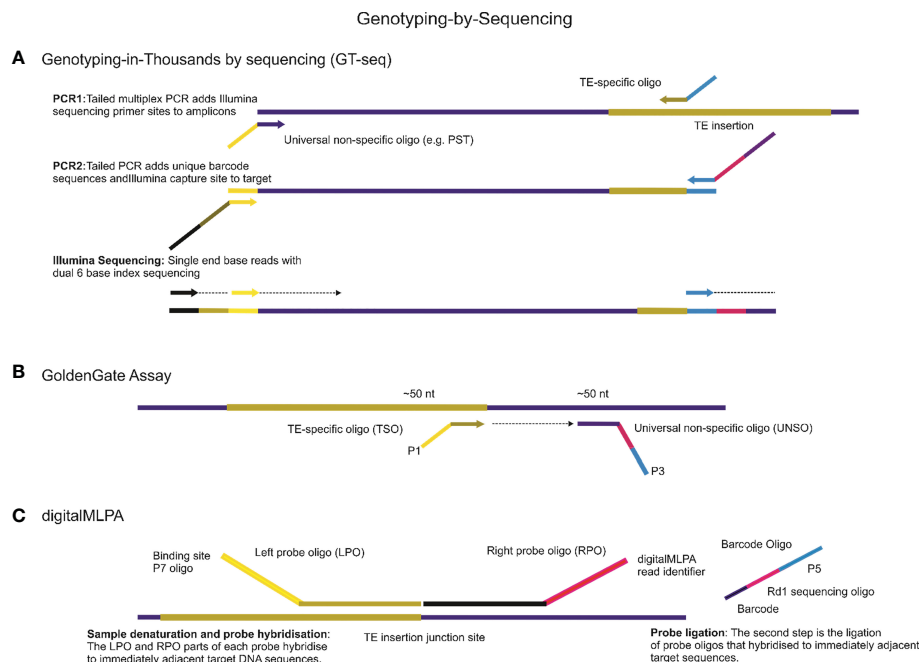 Genotyping-by-Sequencing
A Genotyping-in-Thousands by sequencing (GT-seq)
TE-specific oligo
PCR1:Tailed multiplex PCR adds Illumina
sequencing primer sites to amplicons
TE insertion
Universal non-specific oligo (e.g. PST)
PCR2:Tailed PCR adds unique barcode
sequences andIllumina capture site to target
Illumina Sequencing: Single end base reads with
dual 6 base index sequencing
B GoldenGate Assay
~50 nt
~50 nt
TE-specific oligo (TSO)
Universal non-specific oligo (UNSO)
P1
P3
C digitalMLPA
Binding site
P7 oligo
Left probe oligo (LPO)
Right probe oligo (RPO)
digitalMLPA
read identifier
Barcode Oligo
P5
Rd1 sequencing oligo
Barcode
Sample denaturation and probe hybridisation:
The LPO and RPO parts of each probe hybridise
to immediately adjacent target DNA sequences.
TE insertion junction site
Probe ligation: The second step is the ligation
of probe oligos that hybridised to immediately adjacent
target sequences.